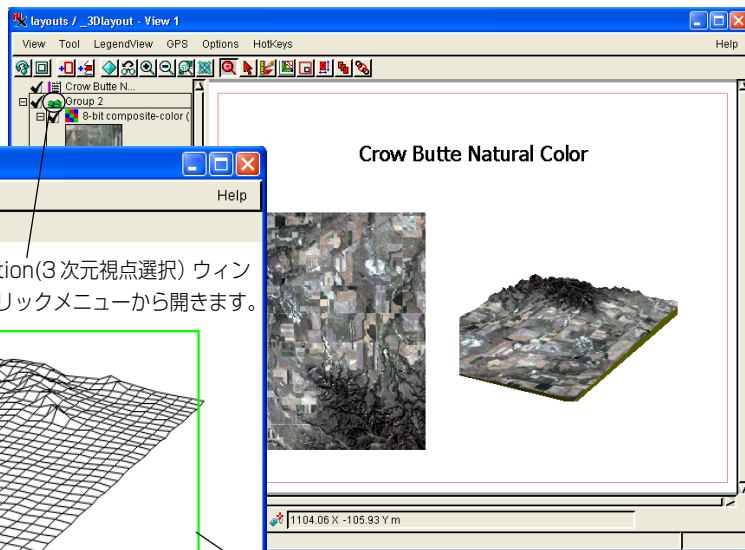 layouts / _3Dlayout - View 1
View Tool LegendView GPS Options HotKeys Help
Crow Butte N...
Group 2
8-bit composite-color (
Crow Butte Natural Color
Help
tion(3 次元視点選択) ウィン
リックメニューから開きます。
1104.06 X -105.93 Y m